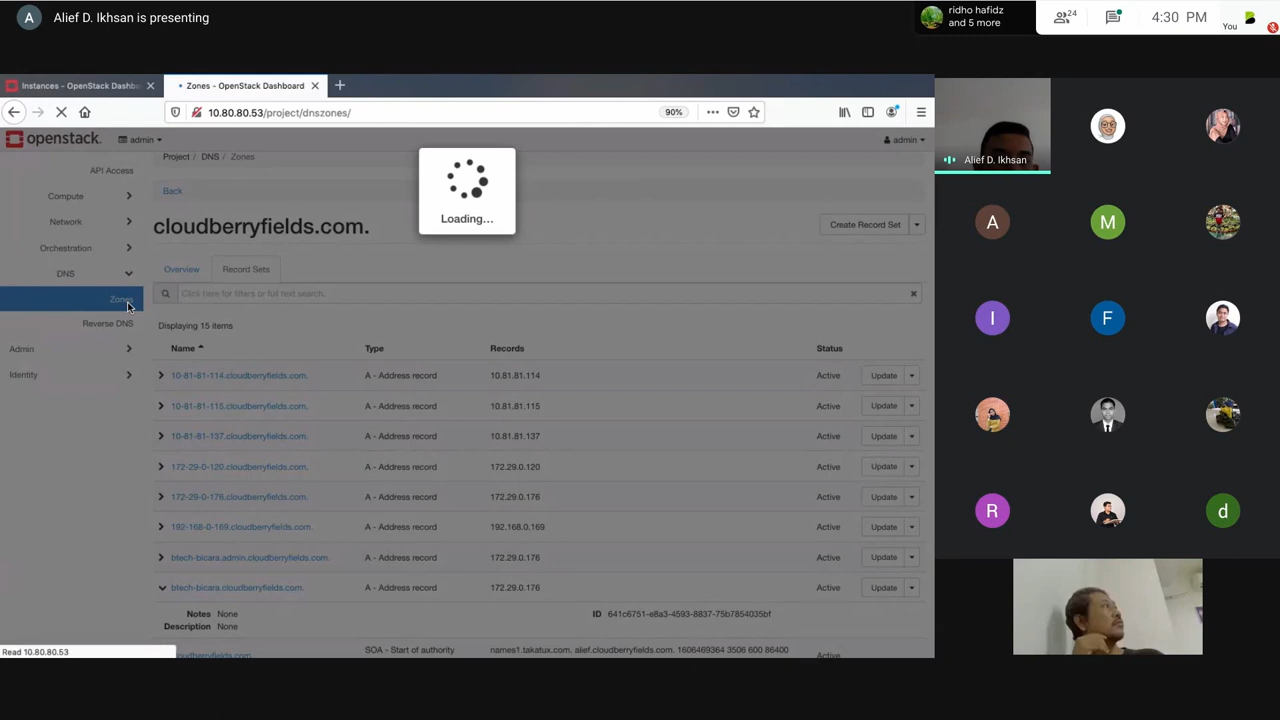 A
Alief D. Ikhsan is presenting
ridho hafidz
and 5 more
24
4:30 PM
You
Instances - OpenStack Dashb
Zones - OpenStack Dashboard
10.80.80.53/project/dnszones/
90%
openstack.
admin
admin
API Access
Compute
Network
Orchestration
DNS
Zones
Reverse DNS
Admin
Identity
Project / DNS / Zones
Back
Loading...
cloudberryfields.com.
Create Record Set
Overview
Record Sets
Click here for filters or full text search.
Displaying 15 items
Name Type Records Status
10-81-81-114.cloudberryfields.com. A - Address record 10.81.81.114 Active Update
10-81-81-115.cloudberryfields.com. A - Address record 10.81.81.115 Active Update
10-81-81-137.cloudberryfields.com. A - Address record 10.81.81.137 Active Update
172-29-0-120.cloudberryfields.com. A - Address record 172.29.0.120 Active Update
172-29-0-176.cloudberryfields.com. A - Address record 172.29.0.176 Active Update
192-168-0-169.cloudberryfields.com. A - Address record 192.168.0.169 Active Update
btech-bicara.admin.cloudberryfields.com. A - Address record 172.29.0.176 Active Update
btech-bicara.cloudberryfields.com. A - Address record 172.29.0.176 Active Update
Notes None ID 641c6751-e8a3-4593-8837-75b7854035bf
Description None
cloudberryfields.com. SOA - Start of authority names1.takatux.com. alief.cloudberryfields.com. 1606469364 3506 600 86400 Active
Read 10.80.80.53
Alief D. Ikhsan
A
M
I
F
R
d